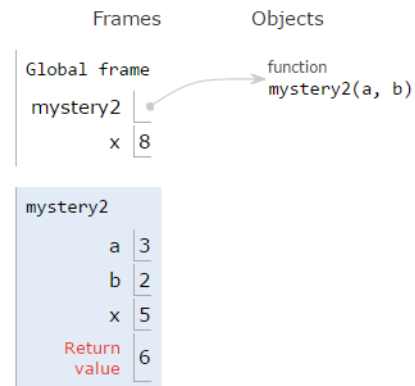 Frames Objects
Global frame
function
mystery2 mystery2(a, b)
x 8
mystery2
a 3
b 2
x 5
Return
value 6